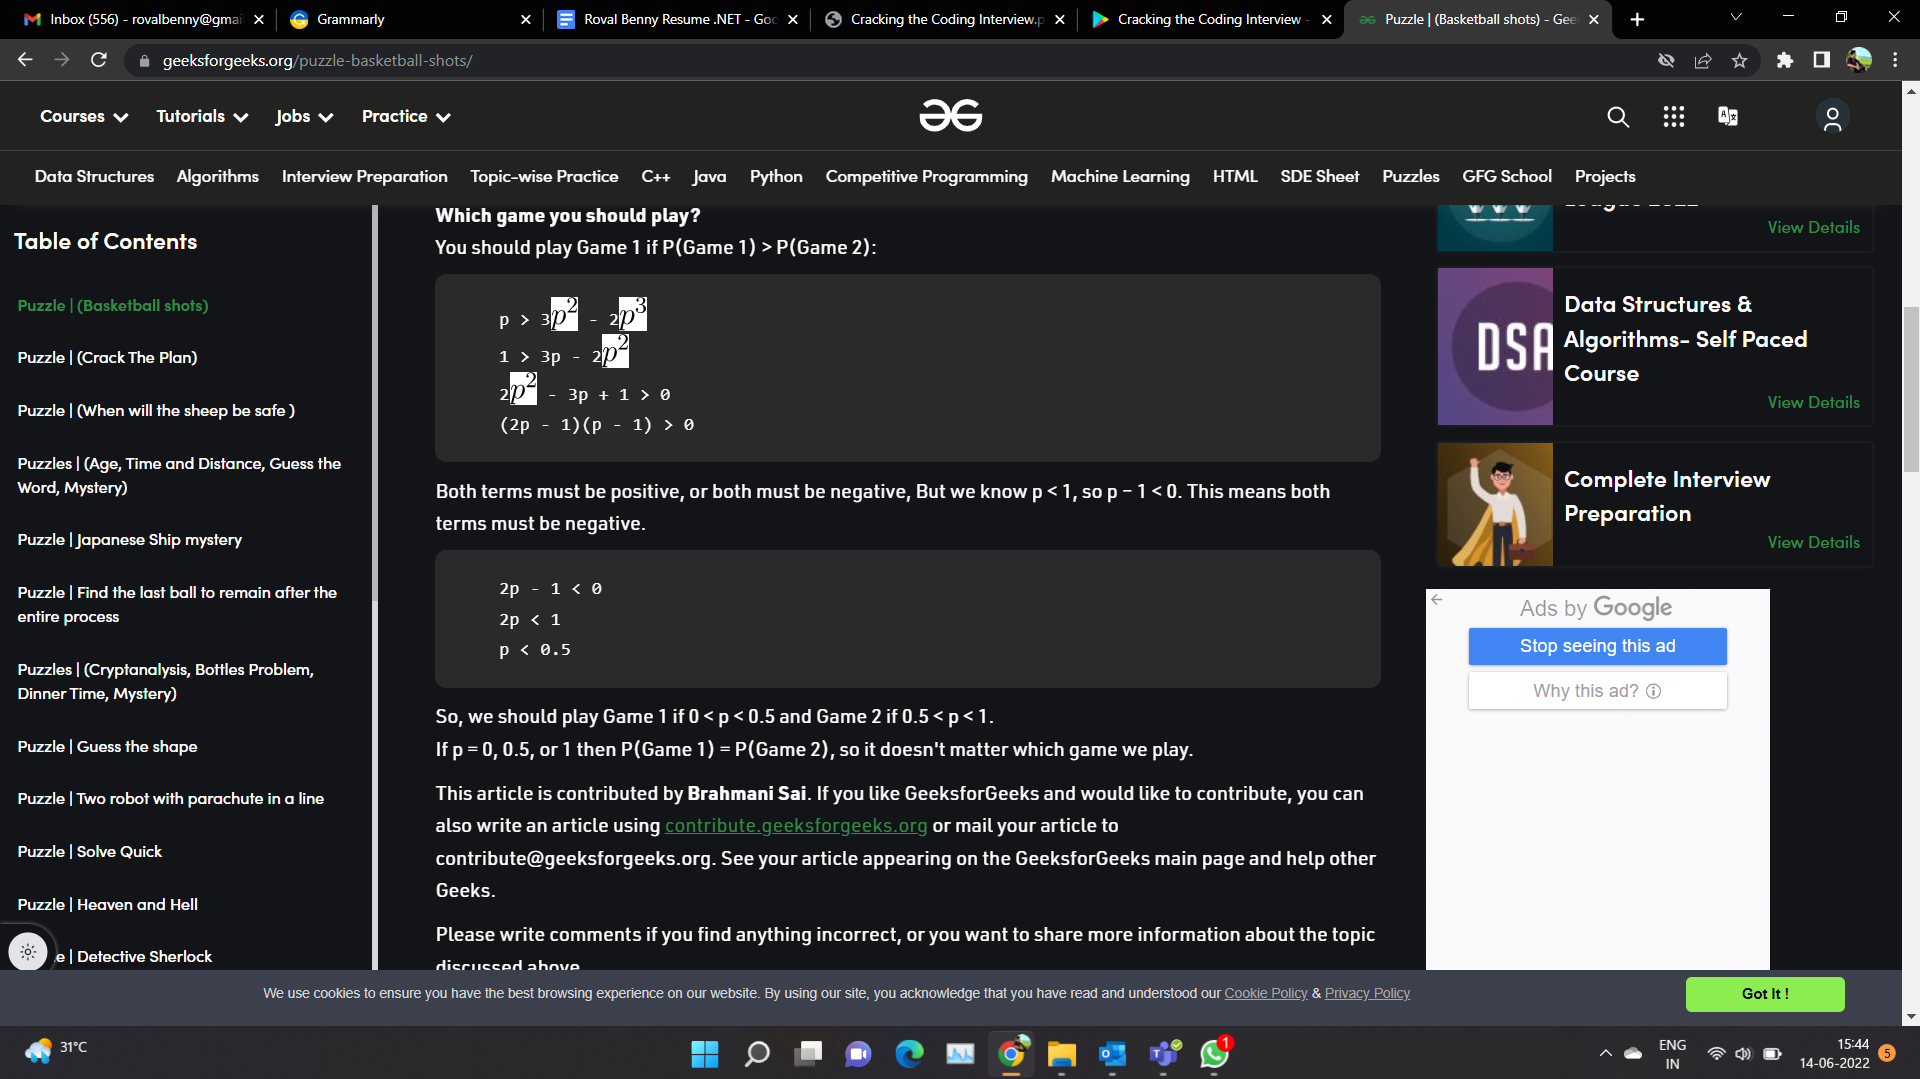 Inbox (556) - rovalbenny@gmai
Grammarly
Roval Benny Resume .NET - Goo
Cracking the Coding Interview.p
Cracking the Coding Interview -
Puzzle | (Basketball shots) - Geel
geeksforgeeks.org/puzzle-basketball-shots/
Courses
Tutorials
Jobs
Practice
Data Structures
Algorithms
Interview Preparation
Topic-wise Practice
C++
Java
Python
Competitive Programming
Machine Learning
HTML
SDE Sheet
Puzzles
GFG School
Projects
Table of Contents
Puzzle | (Basketball shots)
Puzzle | (Crack The Plan)
Puzzle | (When will the sheep be safe )
Puzzles | (Age, Time and Distance, Guess the
Word, Mystery)
Puzzle | Japanese Ship mystery
Puzzle | Find the last ball to remain after the
entire process
Puzzles | (Cryptanalysis, Bottles Problem,
Dinner Time, Mystery)
Puzzle | Guess the shape
Puzzle | Two robot with parachute in a line
Puzzle | Solve Quick
Puzzle | Heaven and Hell
e | Detective Sherlock
Which game you should play?
You should play Game 1 if P(Game 1) > P(Game 2):
p > 3p² - 2p³
1 > 3p - 2p²
2p² - 3p + 1 > 0
(2p - 1)(p - 1) > 0
Both terms must be positive, or both must be negative, But we know p < 1, so p – 1 < 0. This means both
terms must be negative.
2p - 1 < 0
2p < 1
p < 0.5
So, we should play Game 1 if 0 < p < 0.5 and Game 2 if 0.5 < p < 1.
If p = 0, 0.5, or 1 then P(Game 1) = P(Game 2), so it doesn't matter which game we play.
This article is contributed by Brahmani Sai. If you like GeeksforGeeks and would like to contribute, you can
also write an article using contribute.geeksforgeeks.org or mail your article to
contribute@geeksforgeeks.org. See your article appearing on the GeeksforGeeks main page and help other
Geeks.
Please write comments if you find anything incorrect, or you want to share more information about the topic
discussed above
View Details
DSA
Data Structures &
Algorithms- Self Paced
Course
View Details
Complete Interview
Preparation
View Details
Ads by Google
Stop seeing this ad
Why this ad?
We use cookies to ensure you have the best browsing experience on our website. By using our site, you acknowledge that you have read and understood our Cookie Policy & Privacy Policy
Got It !
31°C
1
ENG
IN
15:44
14-06-2022
5